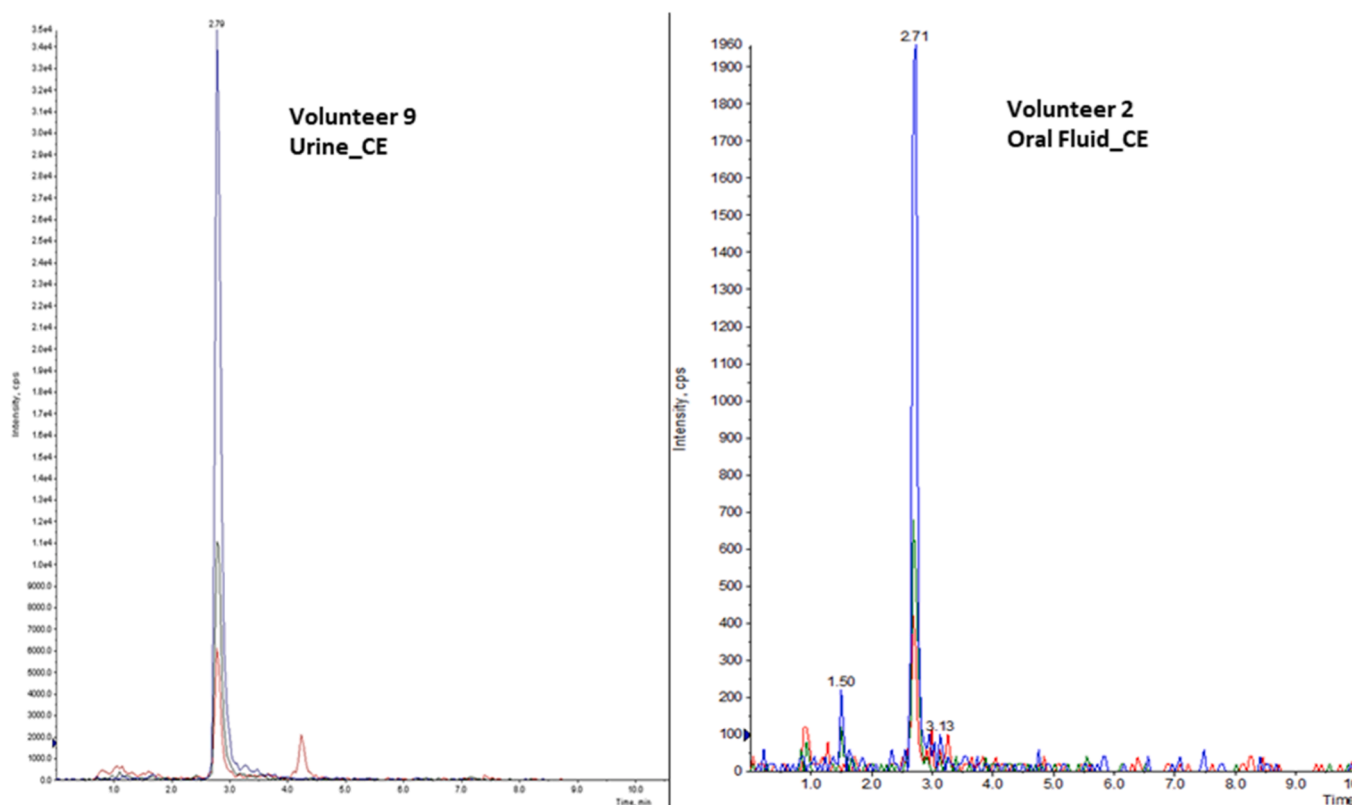 2.79
3.5e4
3.4e4
3.3e4
3.2e4
3.1e4
3.0e4
2.9e4
2.8e4
2.7e4
2.6e4
2.5e4
2.4e4
2.3e4
2.2e4
2.1e4
2.0e4
1.9e4
1.8e4
1.7e4
1.6e4
1.5e4
1.4e4
1.3e4
1.2e4
1.1e4
1.0e4
9000.0
8000.0
7000.0
6000.0
5000.0
4000.0
3000.0
2000.0
1000.0
0.0
Intensity, cps
Volunteer 9
Urine_CE
1.0 2.0 3.0 4.0 5.0 6.0 7.0 8.0 9.0 10.0
Time, min
2.71
1960
1900
1800
1700
1600
1500
1400
1300
1200
1100
1000
900
800
700
600
500
400
300
200
100
0
Intensity, cps
Volunteer 2
Oral Fluid_CE
1.50
3.13
1.0 2.0 3.0 4.0 5.0 6.0 7.0 8.0 9.0 10
Time